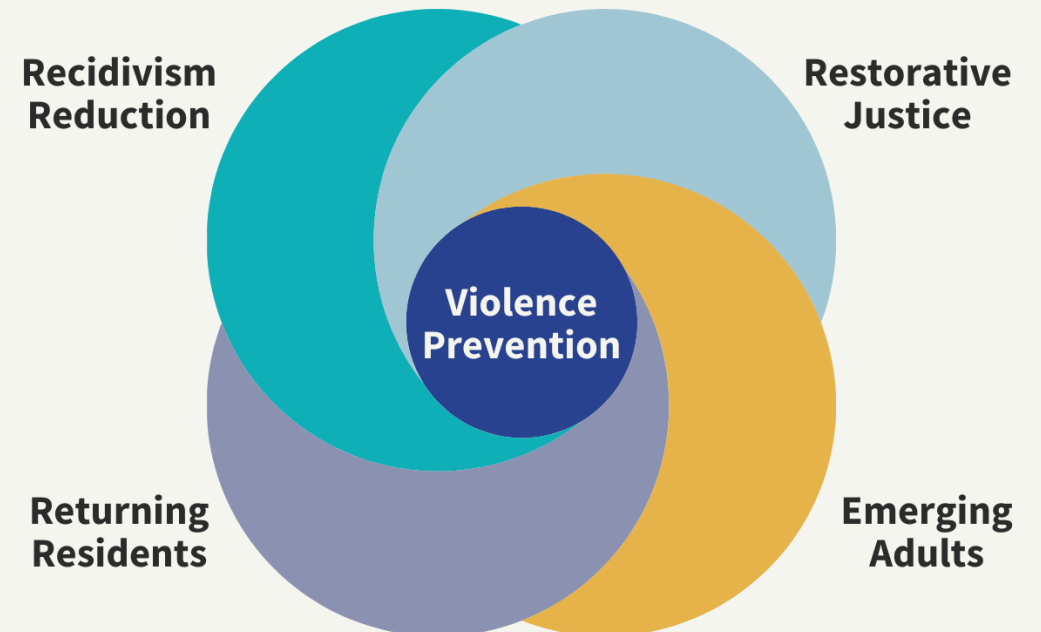 Recidivism
Reduction
Restorative
Justice
Violence
Prevention
Returning
Residents
Emerging
Adults